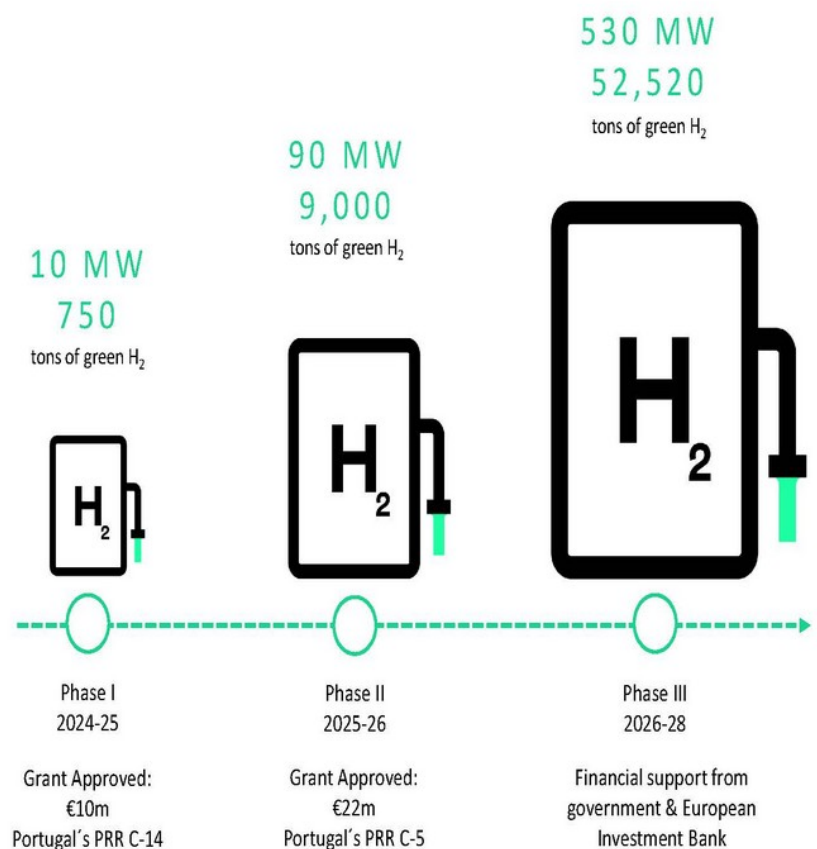 10 MW
750
tons of green H₂
90 MW
9,000
tons of green H₂
530 MW
52,520
tons of green H₂
H₂
H₂
H₂
Phase I
2024-25
Grant Approved:
€10m
Portugal´s PRR C-14
Phase II
2025-26
Grant Approved:
€22m
Portugal´s PRR C-5
Phase III
2026-28
Financial support from
government & European
Investment Bank